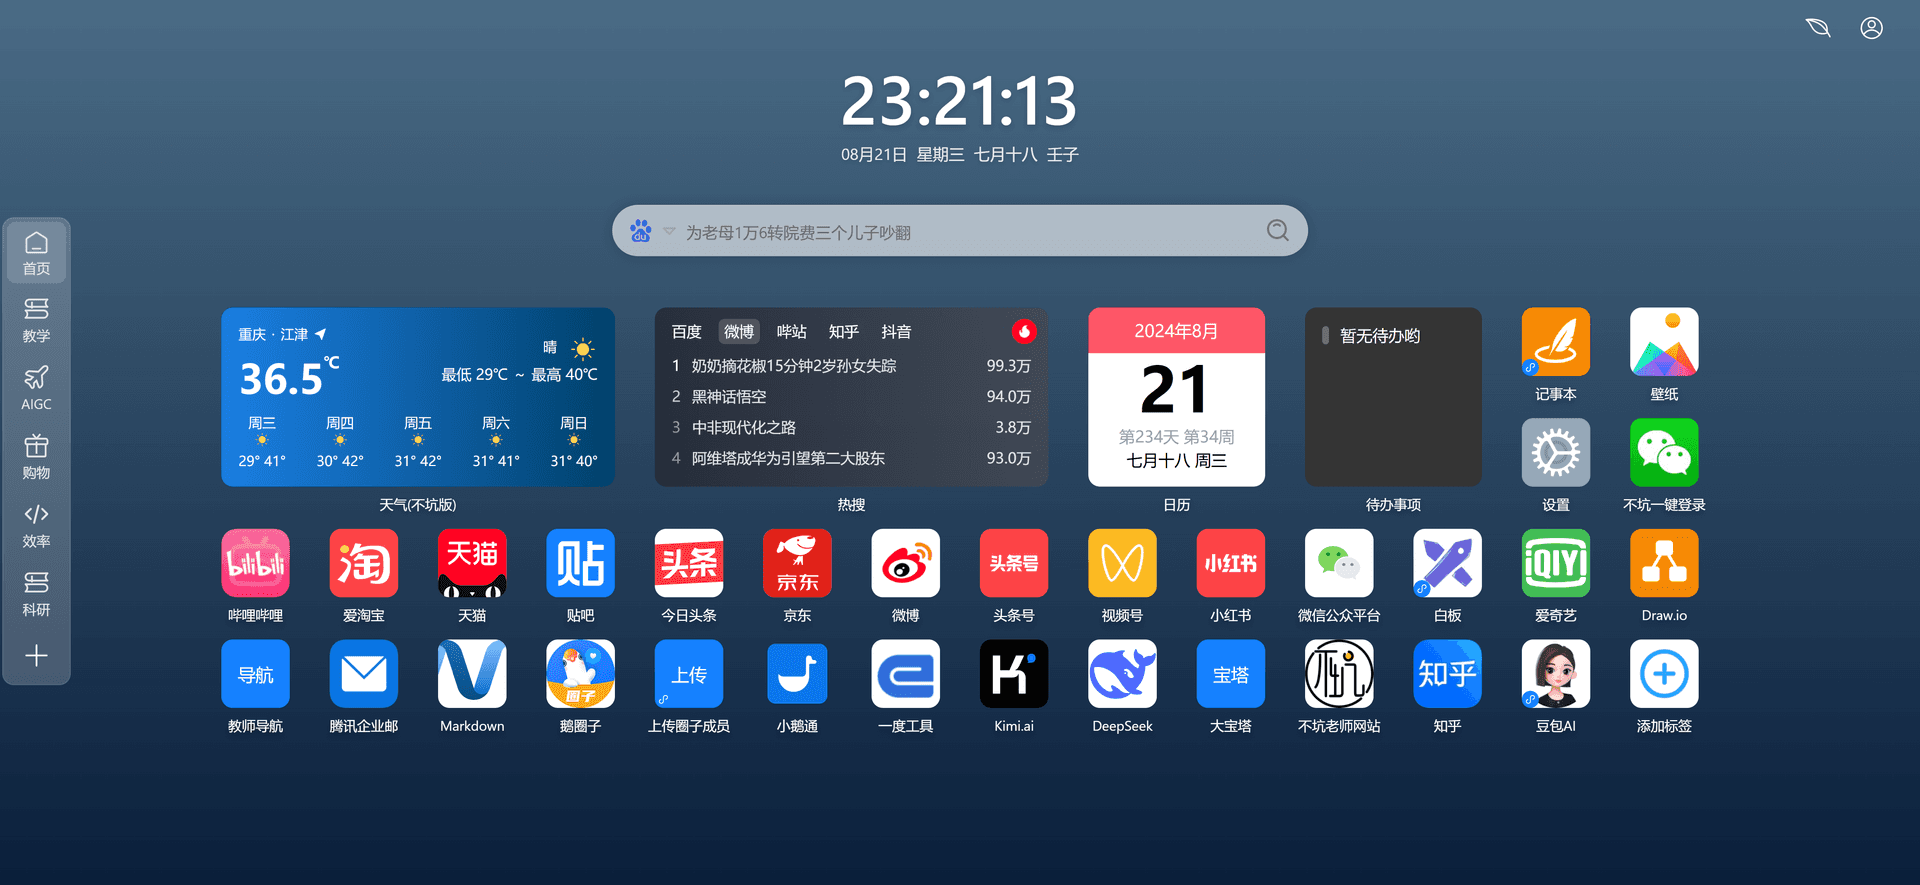 23:21:13
08月21日 星期三 七月十八 壬子
du 为老母1万6转院费三个儿子吵翻
首页
教学
AIGC
购物
效率
科研
重庆 · 江津
36.5℃
晴
最低 29℃ ~ 最高 40℃
周三 周四 周五 周六 周日
29° 41° 30° 42° 31° 42° 31° 41° 31° 40°
天气(不坑版)
百度 微博 哔站 知乎 抖音
1 奶奶摘花椒15分钟2岁孙女失踪 99.3万
2 黑神话悟空 94.0万
3 中非现代化之路 3.8万
4 阿维塔成华为引望第二大股东 93.0万
热搜
2024年8月
21
第234天 第34周
七月十八 周三
日历
暂无待办哟
待办事项
记事本 壁纸
设置 不坑一键登录
bilibili 淘 天猫 贴 头条 京东 头条号 小红书 iQIYI
哔哩哔哩 爱淘宝 天猫 贴吧 今日头条 京东 微博 头条号 视频号 小红书 微信公众平台 白板 爱奇艺 Draw.io
导航 圈子 上传 K 宝塔 不坑 知乎
教师导航 腾讯企业邮 Markdown 鹅圈子 上传圈子成员 小鹅通 一度工具 Kimi.ai DeepSeek 大宝塔 不坑老师网站 知乎 豆包AI 添加标签